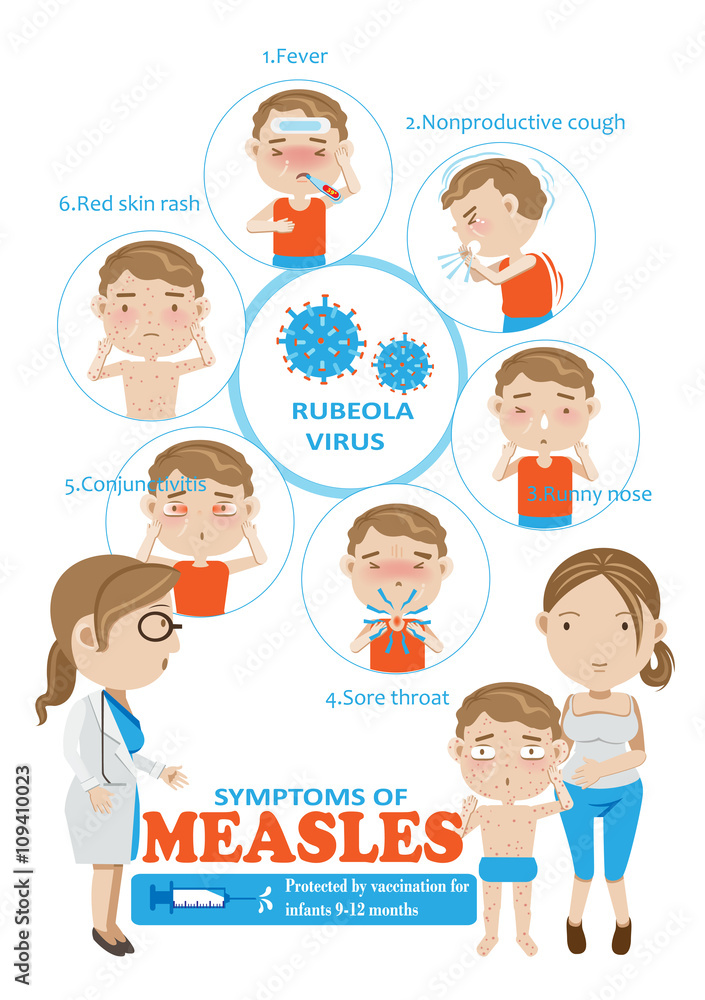 1.Fever
2.Nonproductive cough
6.Red skin rash
RUBEOLA
VIRUS
5.Conjunctivitis
3.Runny nose
4.Sore throat
SYMPTOMS OF
MEASLES
Protected by vaccination for
infants 9-12 months
Adobe Stock | #109410023